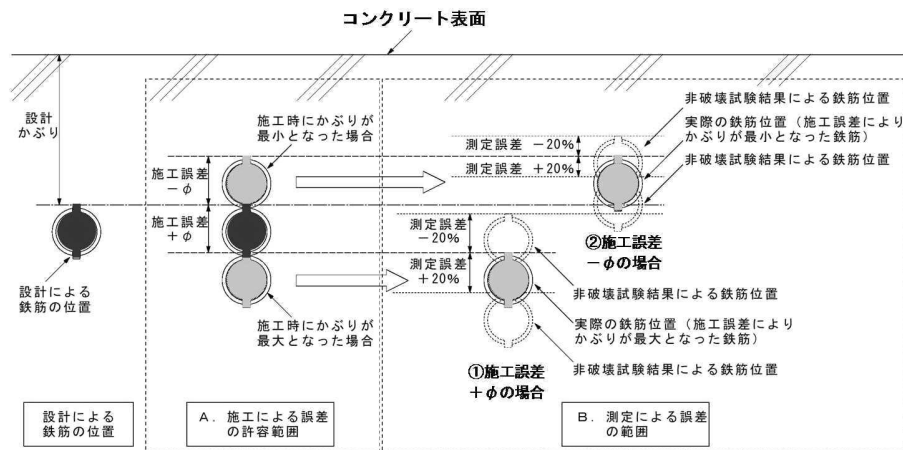 コンクリート表面
設計
かぶり
設計による
鉄筋の位置
施工時にかぶりが
最小となった場合
施工誤差
-φ
施工誤差
+φ
施工時にかぶりが
最大となった場合
測定誤差 -20%
測定誤差 +20%
測定誤差
-20%
測定誤差
+20%
非破壊試験結果による鉄筋位置
実際の鉄筋位置(施工誤差により
かぶりが最小となった鉄筋)
非破壊試験結果による鉄筋位置
②施工誤差
-φの場合
非破壊試験結果による鉄筋位置
実際の鉄筋位置(施工誤差により
かぶりが最大となった鉄筋)
非破壊試験結果による鉄筋位置
①施工誤差
+φの場合
設計による
鉄筋の位置
A. 施工による誤差
の許容範囲
B. 測定による誤差
の範囲